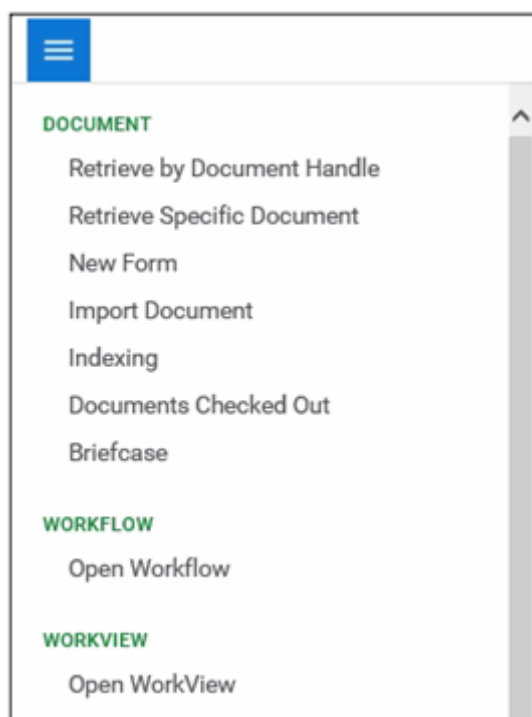 DOCUMENT
Retrieve by Document Handle
Retrieve Specific Document
New Form
Import Document
Indexing
Documents Checked Out
Briefcase
WORKFLOW
Open Workflow
WORKVIEW
Open WorkView